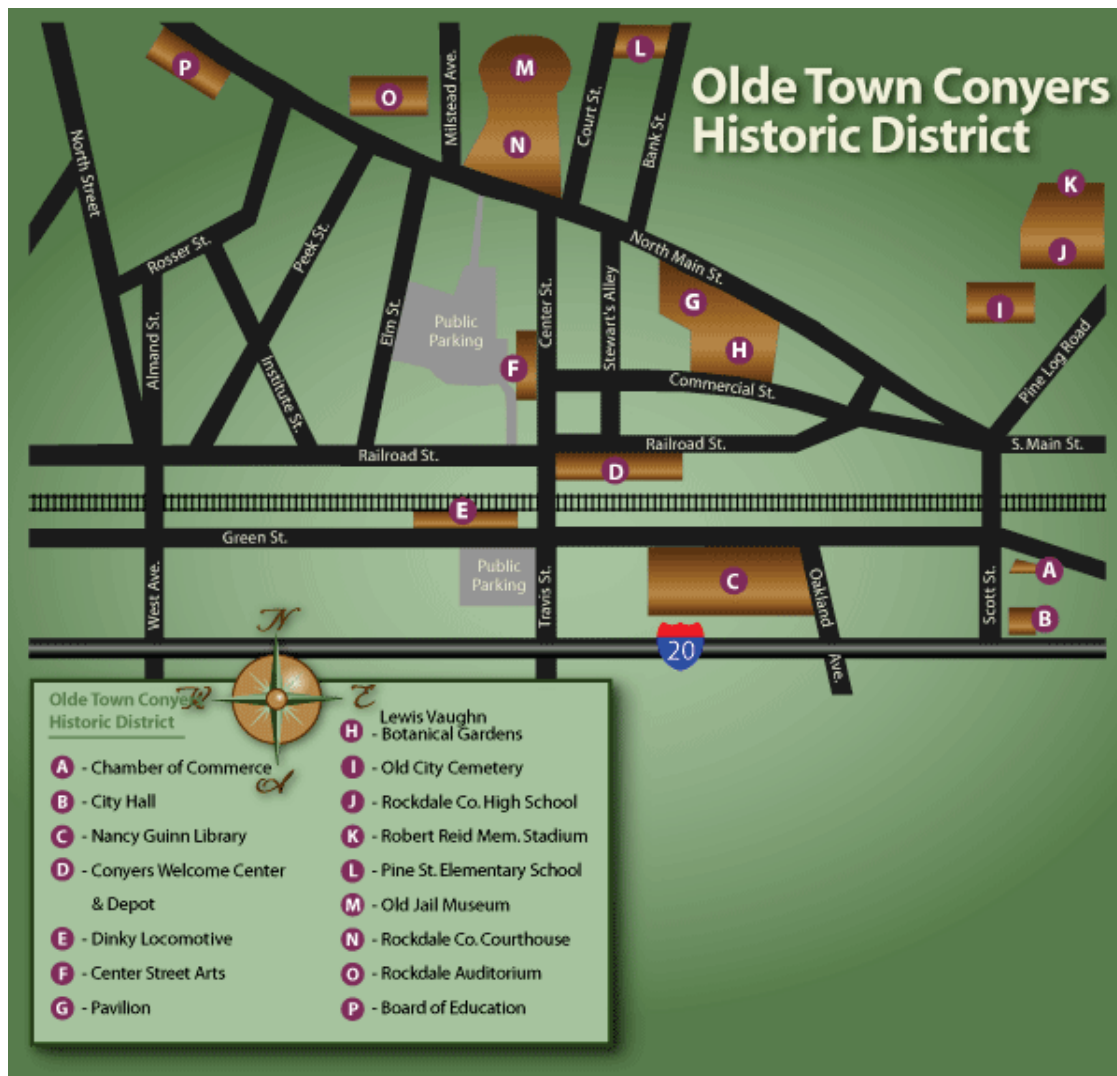 Olde Town Conyers
Historic District
P
O
M
N
L
K
J
I
G
H
F
D
E
C
A
B
North Street
Rosser St.
Almand St.
Peek St.
Institute St.
Elm St.
Milstead Ave.
Court St.
Bank St.
North Main St.
Center St.
Stewart's Alley
Commercial St.
Pine Log Road
Public
Parking
Railroad St.
Railroad St.
S. Main St.
Green St.
Public
Parking
West Ave.
Travis St.
Oakland
Ave.
Scott St.
20
N
W
E
S
Olde Town Conyers
Historic District
A - Chamber of Commerce
B - City Hall
C - Nancy Guinn Library
D - Conyers Welcome Center
& Depot
E - Dinky Locomotive
F - Center Street Arts
G - Pavilion
Lewis Vaughn
H - Botanical Gardens
I - Old City Cemetery
J - Rockdale Co. High School
K - Robert Reid Mem. Stadium
L - Pine St. Elementary School
M - Old Jail Museum
N - Rockdale Co. Courthouse
O - Rockdale Auditorium
P - Board of Education